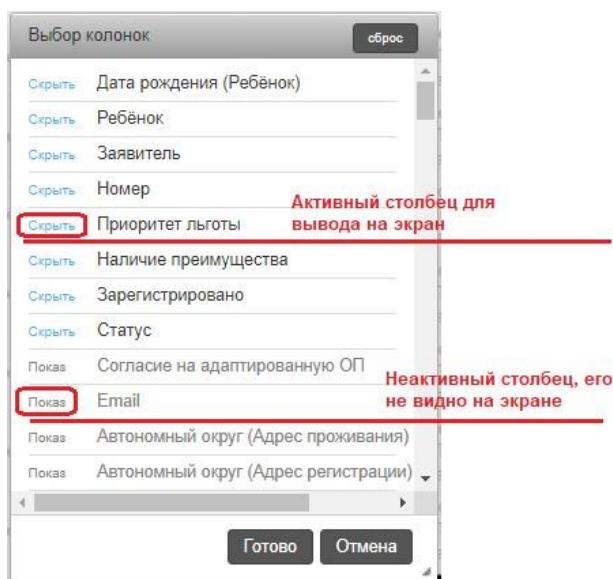 Выбор колонок
сброс
Скрыть Дата рождения (Ребёнок)
Скрыть Ребёнок
Скрыть Заявитель
Скрыть Номер
Активный столбец для
вывода на экран
Скрыть Приоритет льготы
Скрыть Наличие преимущества
Скрыть Зарегистрировано
Скрыть Статус
Показ Согласие на адаптированную ОП
Неактивный столбец, его
не видно на экране
Показ Email
Показ Автономный округ (Адрес проживания)
Показ Автономный округ (Адрес регистрации)
Готово Отмена